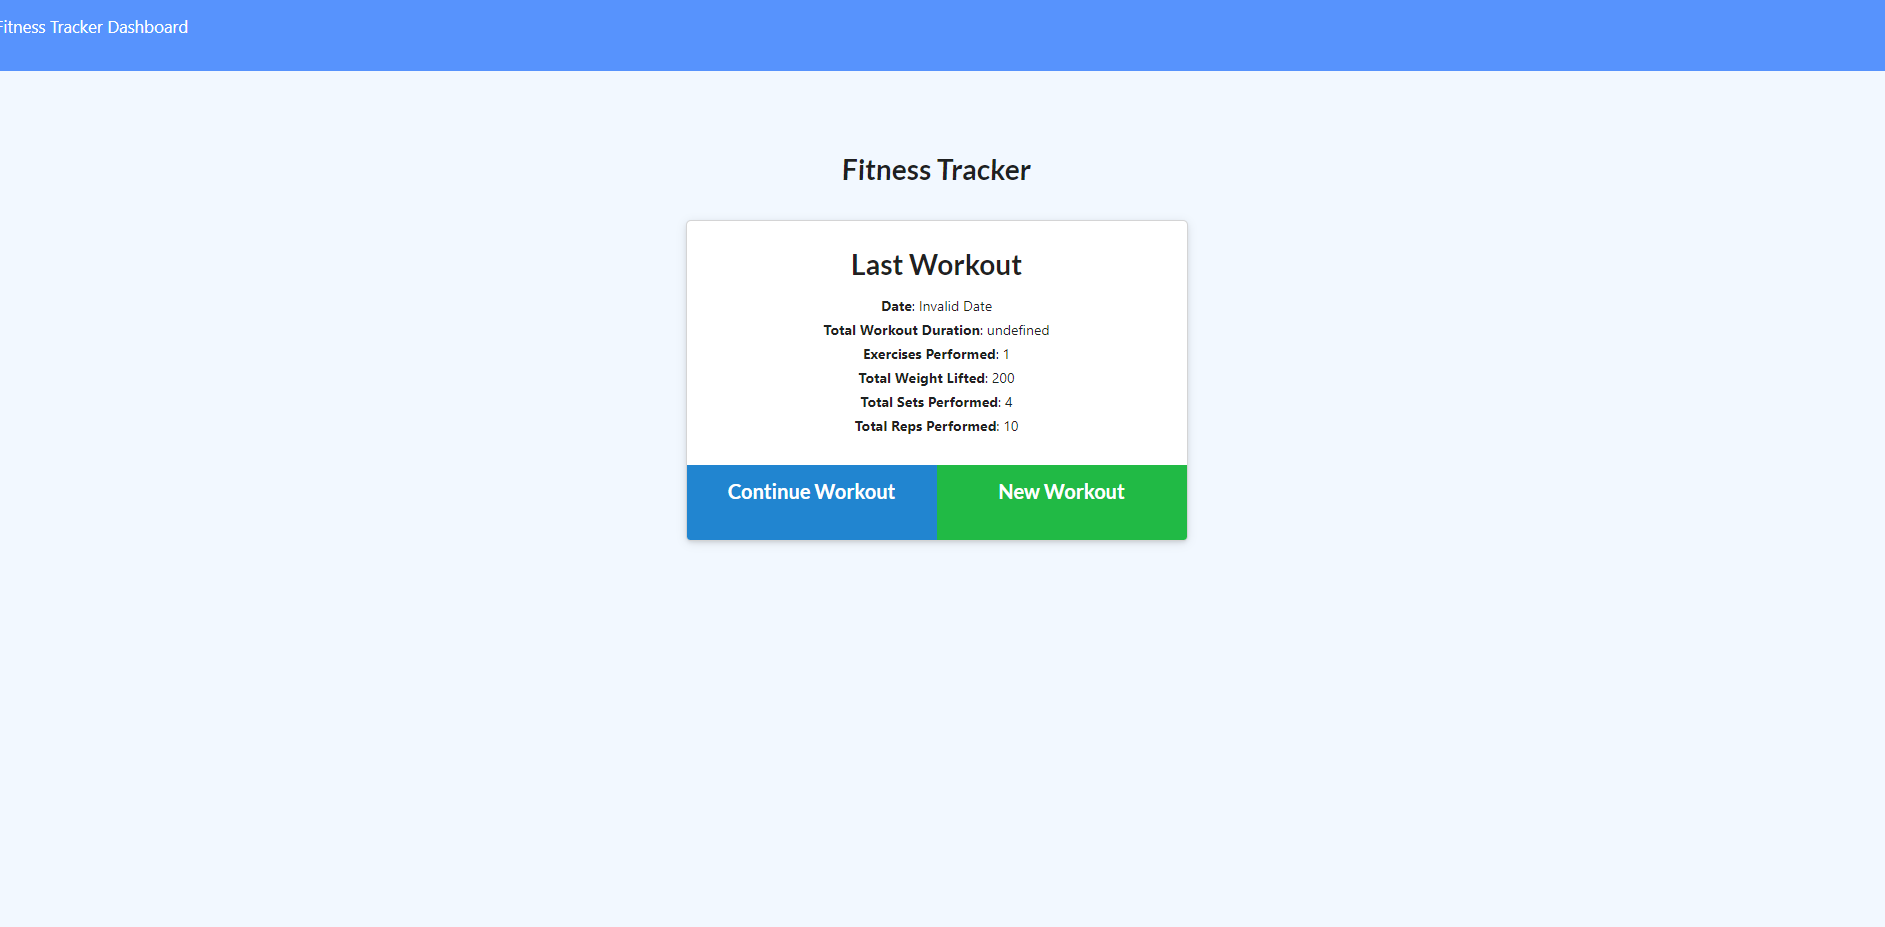 Fitness Tracker Dashboard
Fitness Tracker
Last Workout
Date: Invalid Date
Total Workout Duration: undefined
Exercises Performed: 1
Total Weight Lifted: 200
Total Sets Performed: 4
Total Reps Performed: 10
Continue Workout
New Workout